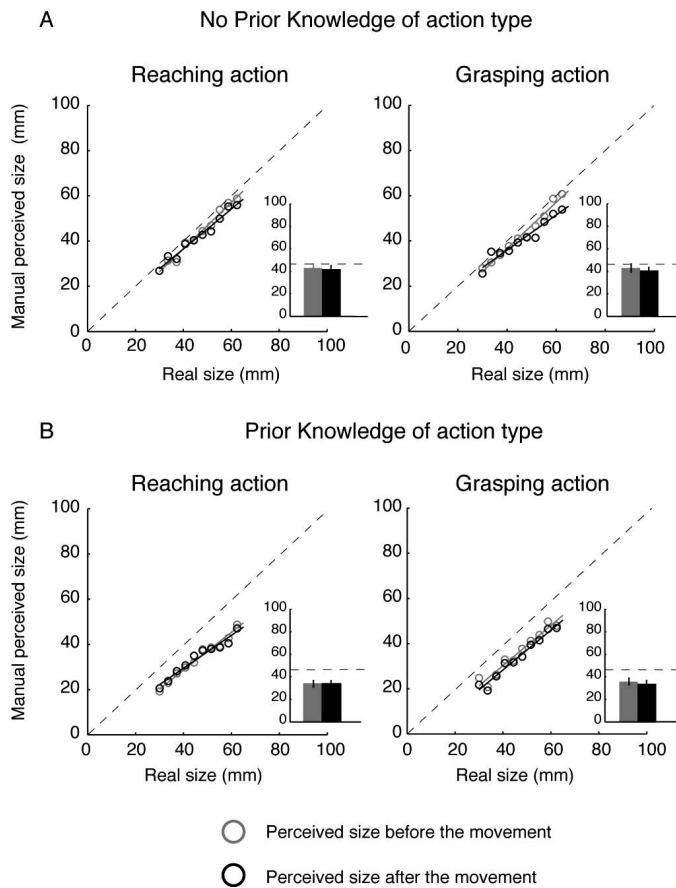 A No Prior Knowledge of action type
Reaching action Grasping action
100 100
80 80
60 60
40 40
20 20
0 0
100 100
80 80
60 60
40 40
20 20
0 0
0 20 40 60 80 100 0 20 40 60 80 100
Manual perceived size (mm)
Real size (mm) Real size (mm)
B Prior Knowledge of action type
Reaching action Grasping action
100 100
80 80
60 60
40 40
20 20
0 0
100 100
80 80
60 60
40 40
20 20
0 0
0 20 40 60 80 100 0 20 40 60 80 100
Manual perceived size (mm)
Real size (mm) Real size (mm)
Perceived size before the movement
Perceived size after the movement